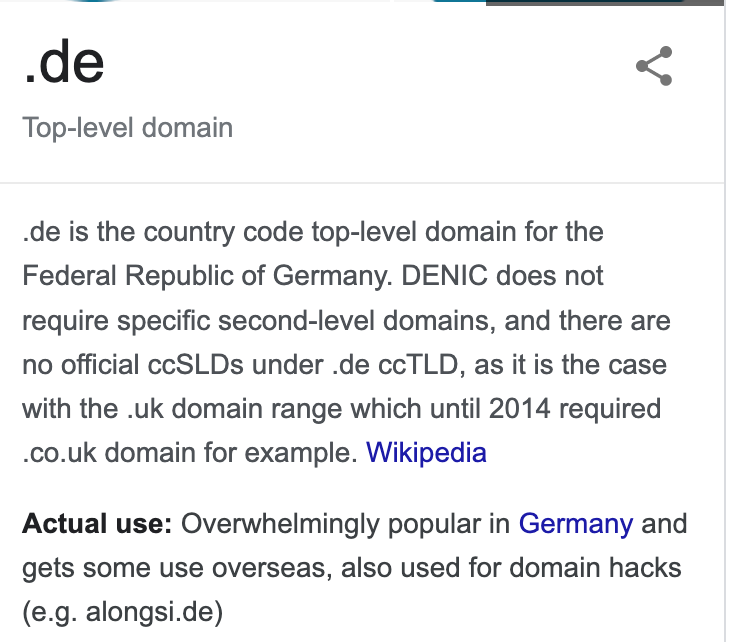 .de
Top-level domain
.de is the country code top-level domain for the
Federal Republic of Germany. DENIC does not
require specific second-level domains, and there are
no official ccSLDs under .de ccTLD, as it is the case
with the .uk domain range which until 2014 required
.co.uk domain for example. Wikipedia
Actual use: Overwhelmingly popular in Germany and
gets some use overseas, also used for domain hacks
(e.g. alongsi.de)